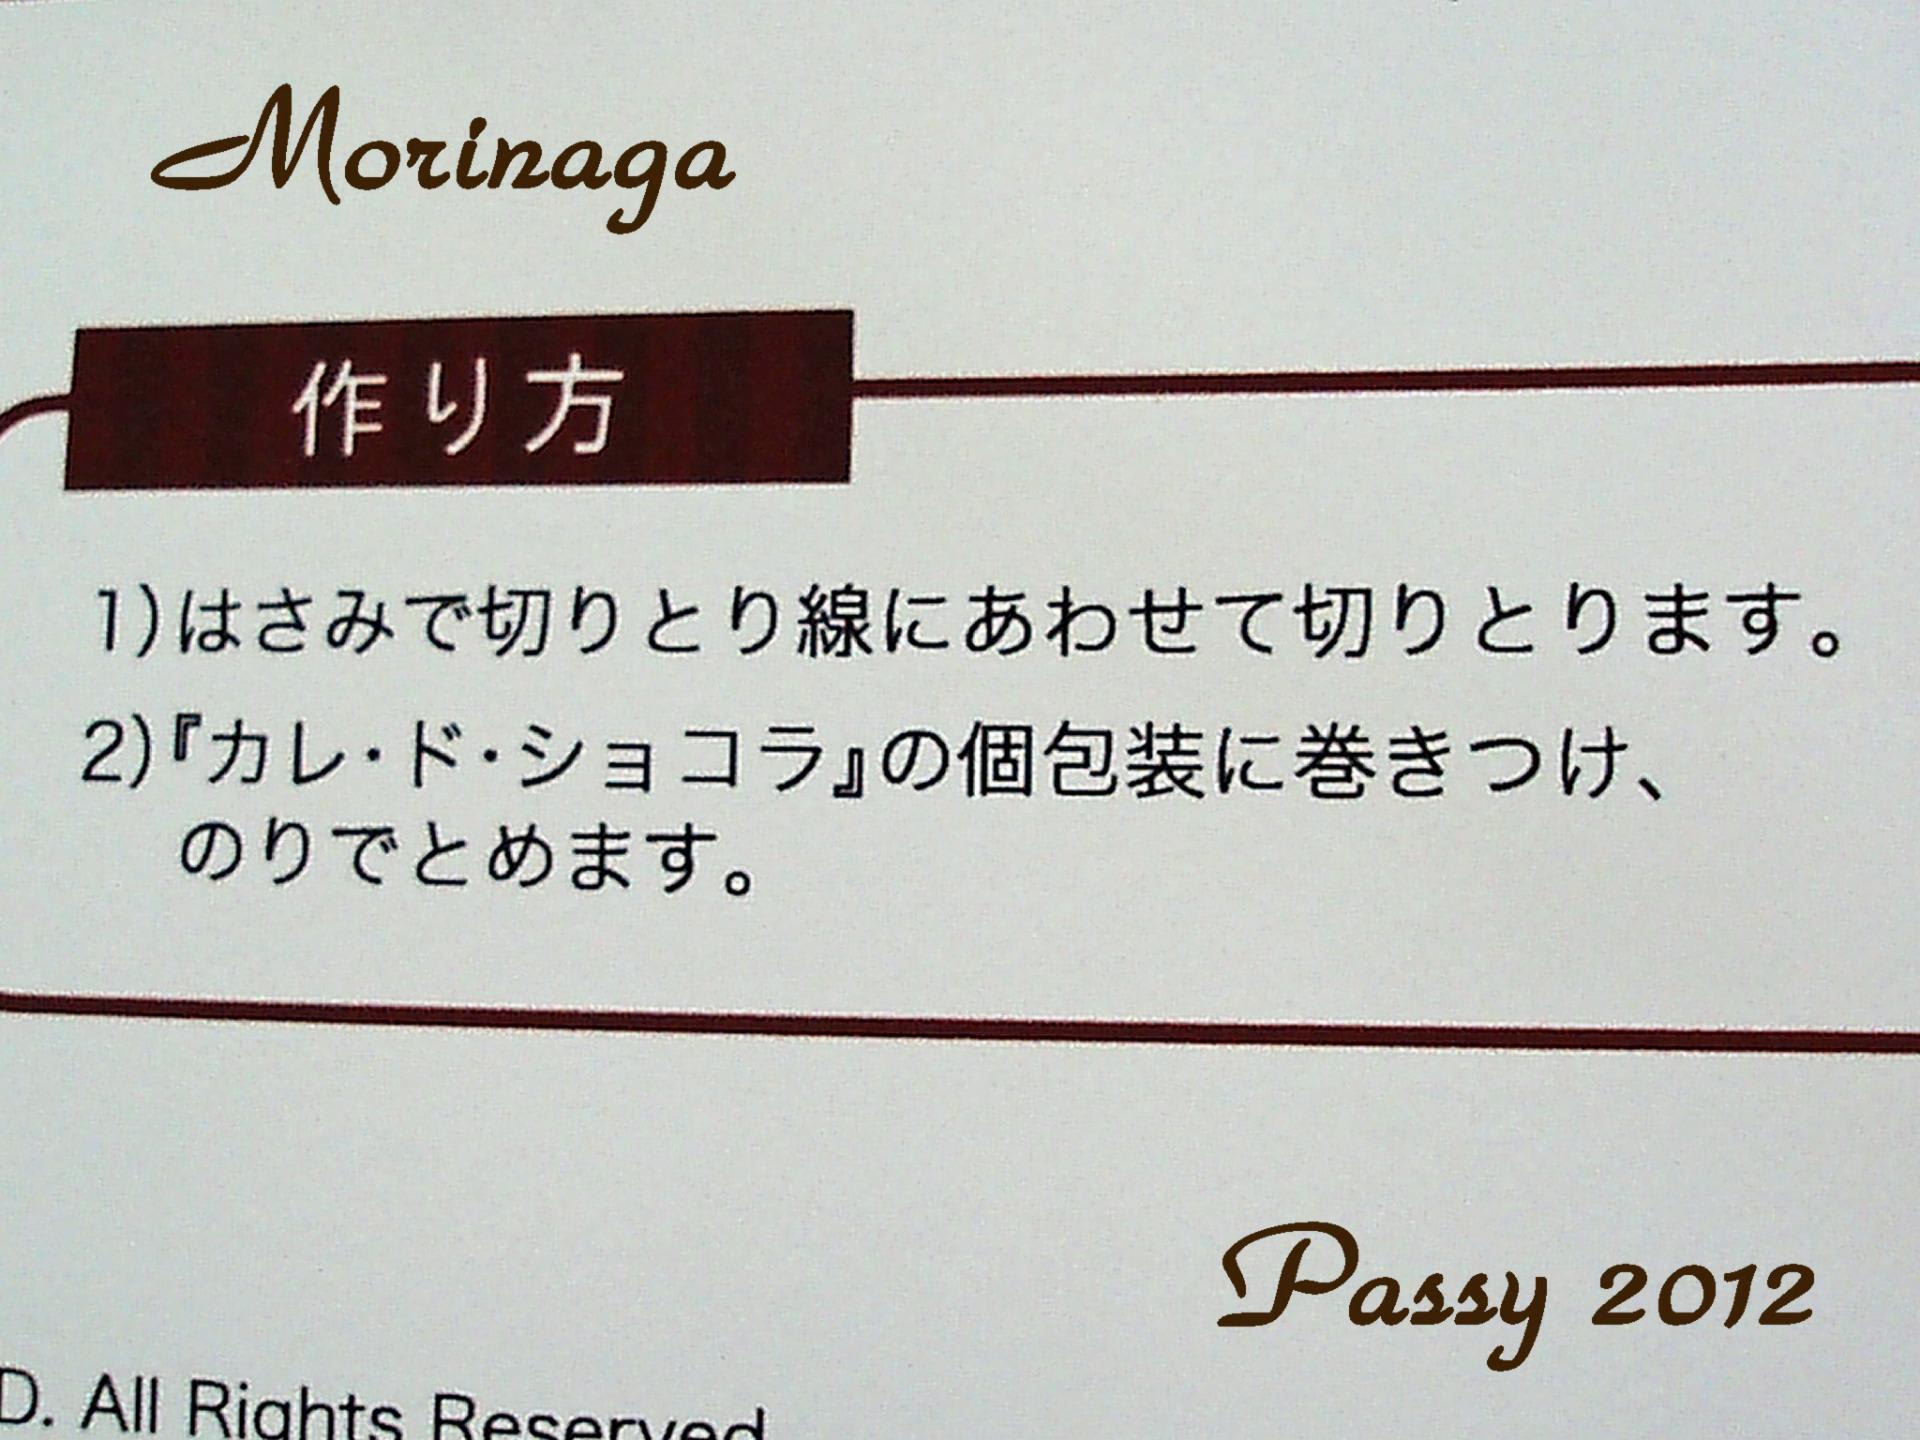 Morinaga
作り方
1)はさみで切りとり線にあわせて切りとります。
2)『カレ・ド・ショコラ』の個包装に巻きつけ、
のりでとめます。
Passy 2012
D. All Rights Reserved